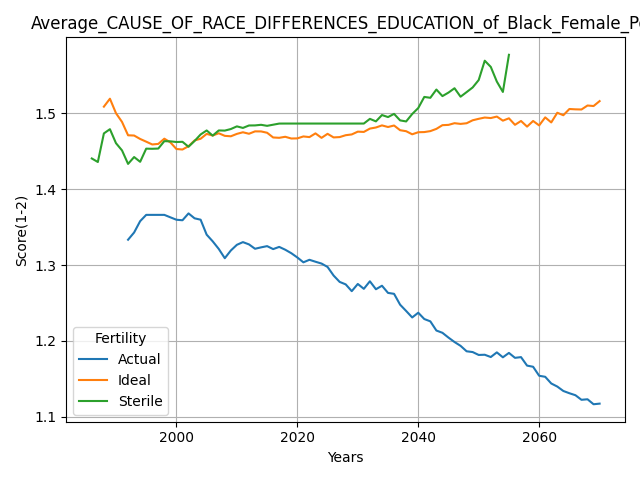 Average_CAUSE_OF_RACE_DIFFERENCES_EDUCATION_of_Black_Female_P
1.5
1.4
1.3
1.2
1.1
Score(1-2)
Fertility
Actual
Ideal
Sterile
2000
2020
2040
2060
Years